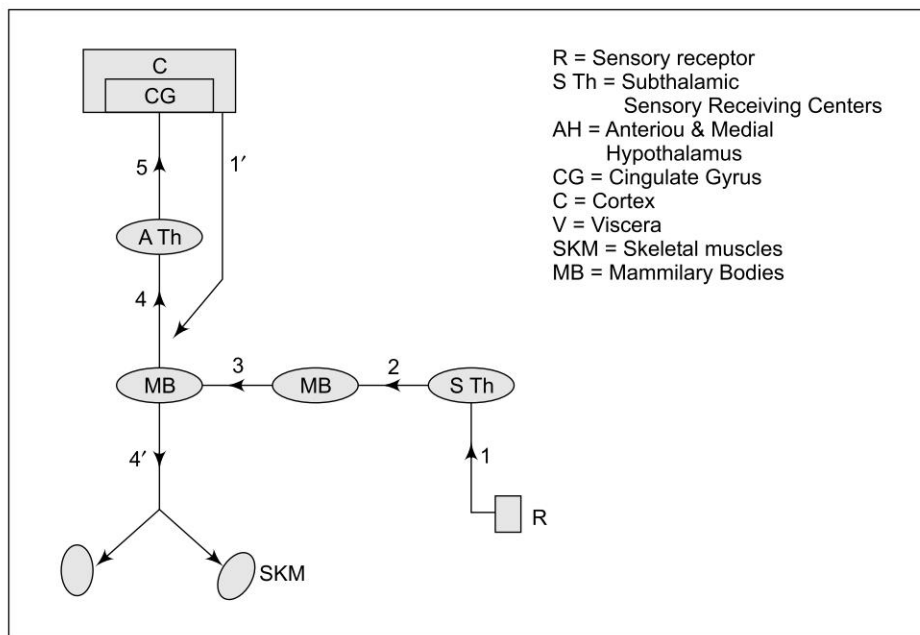 C
CG
5
1′
A Th
4
MB
3
MB
2
S Th
4′
1
R
SKM
R = Sensory receptor
S Th = Subthalamic
Sensory Receiving Centers
AH = Anteriou & Medial
Hypothalamus
CG = Cingulate Gyrus
C = Cortex
V = Viscera
SKM = Skeletal muscles
MB = Mammilary Bodies